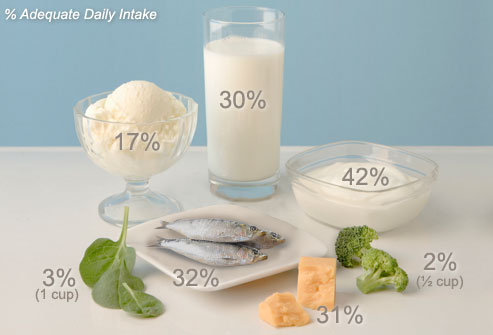 % Adequate Daily Intake
30%
17%
42%
3%
(1 cup)
32%
2%
(½ cup)
31%